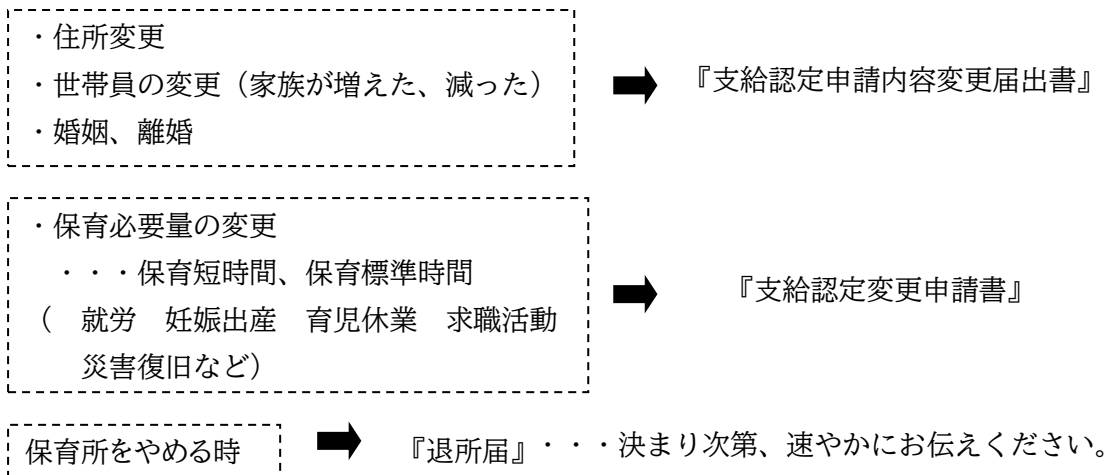 ・住所変更
・世帯員の変更（家族が増えた、減った）
・婚姻、離婚
『支給認定申請内容変更届出書』
・保育必要量の変更
・・・保育短時間、保育標準時間
（　就労　妊娠出産　育児休業　求職活動
災害復旧など）
『支給認定変更申請書』
保育所をやめる時
『退所届』・・・決まり次第、速やかにお伝えください。